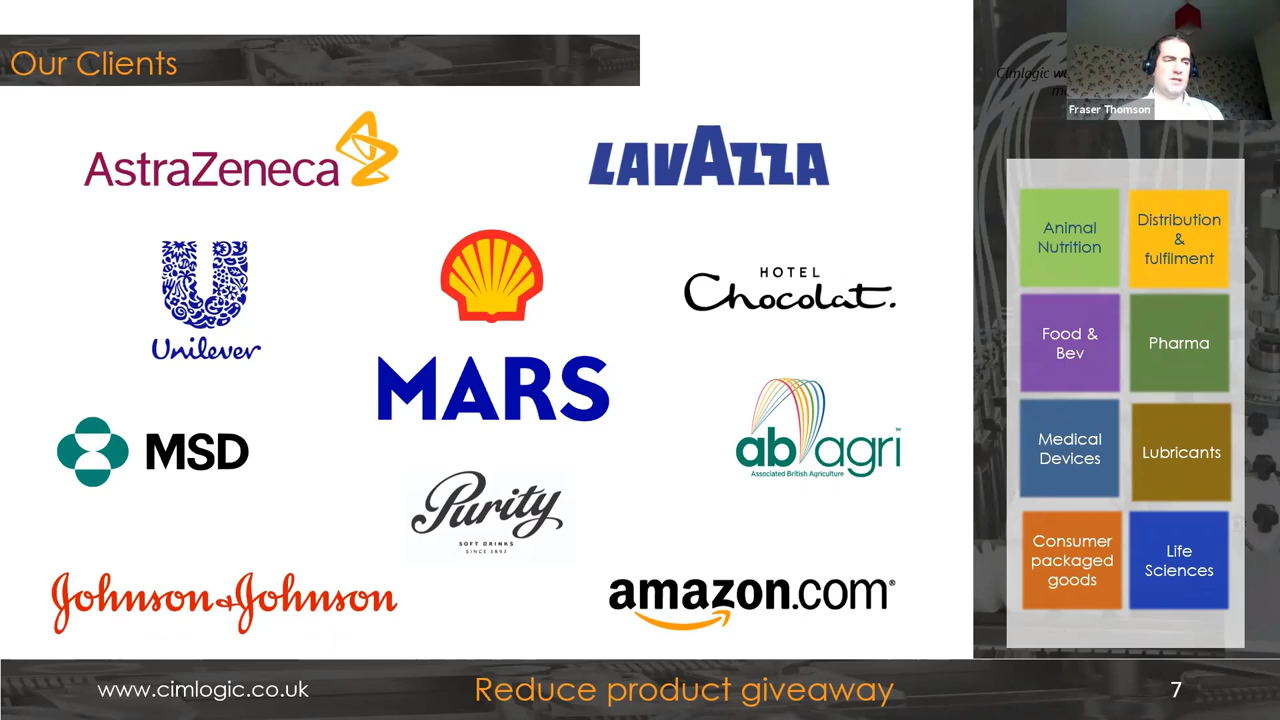 Our Clients
Cimlogic
Fraser Thomson
AstraZeneca
LAVAZZA
Unilever
HOTEL
Chocolat.
MARS
MSD
ab agri™
Associated British Agriculture
Purity
SOFT DRINKS
SINCE 1892
Johnson & Johnson
amazon.com®
Animal
Nutrition
Distribution
&
fulfilment
Food &
Bev
Pharma
Medical
Devices
Lubricants
Consumer
packaged
goods
Life
Sciences
www.cimlogic.co.uk
Reduce product giveaway
7